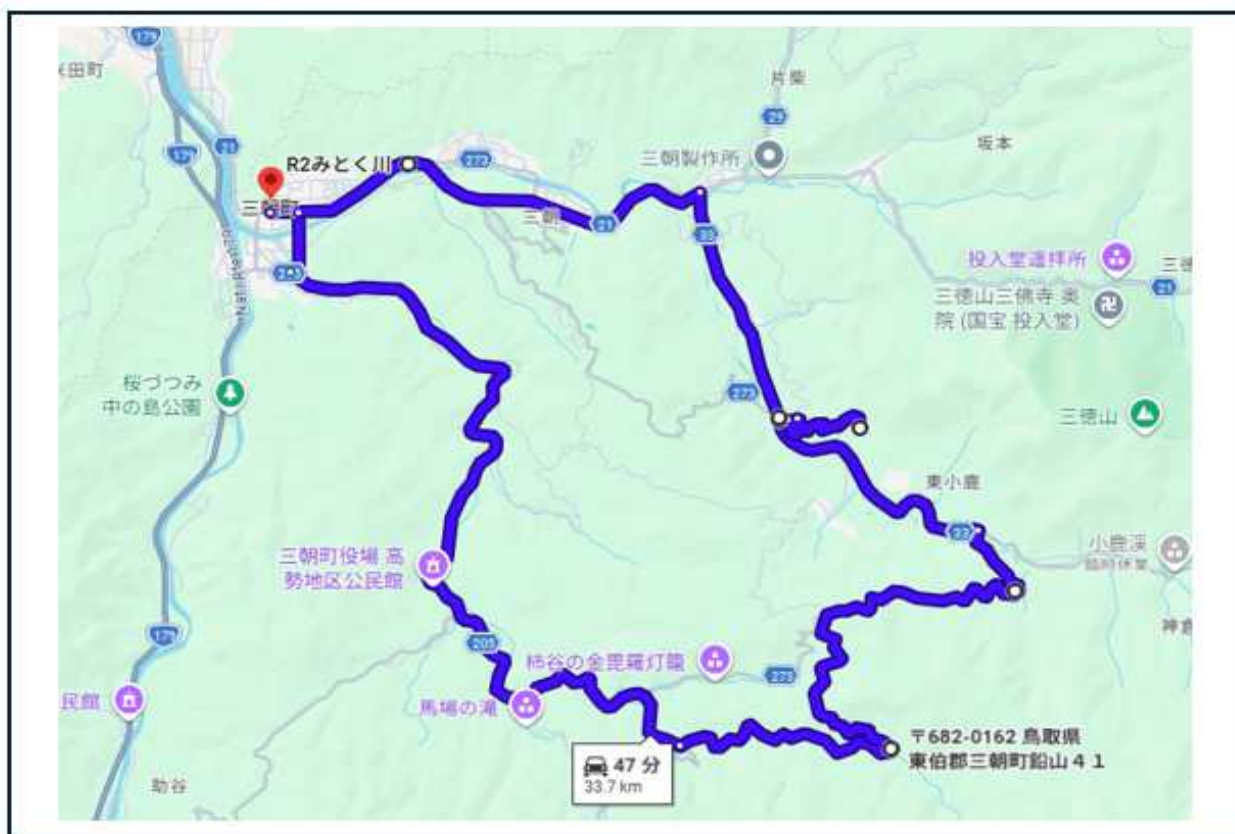 179
米田町
片柴
29
21
179
R2みとく川
273
三朝製作所
坂本
三朝町
三朝
21
33
投入堂遥拝所
三徳
21
三徳山三佛寺 奥
院 (国宝 投入堂)
桜づつみ
中の島公園
273
三徳山
東小鹿
三朝町役場 高
勢地区公民館
小鹿渓
臨時休業
神倉
179
205
柿谷の金毘羅灯籠
273
民館
馬場の滝
〒682-0162 鳥取県
東伯郡三朝町鉛山４１
47 分
33.7 km
助谷